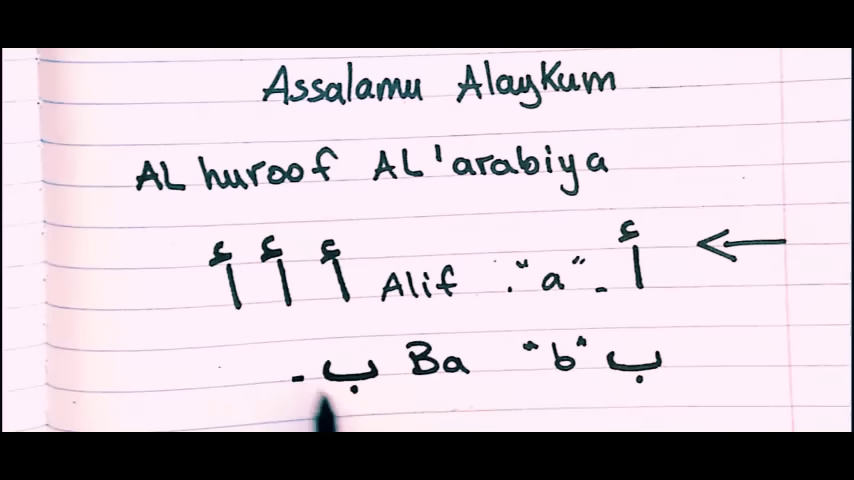 Assalamu Alaykum
AL huroof AL'arabiya
أ أ أ Alif "a" - أ
- ب Ba "b" ب